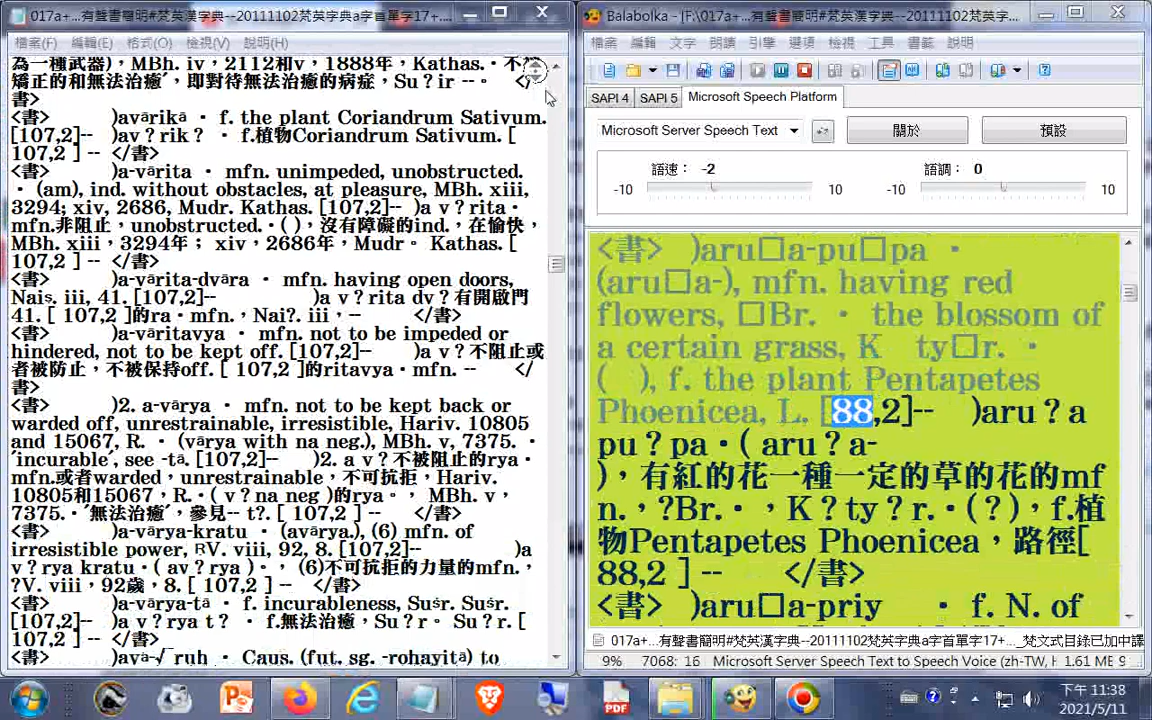 017a+...有聲書簡明#梵英漢字典--20111102梵英字典a字首單字17+...
檔案(F) 編輯(E) 格式(O) 檢視(V) 說明(H)
為一種武器)，MBh. iv, 2112和v，1888年，Kathas.‧不
矯正的和無法治癒'，即對待無法治癒的病症，Su？ir --。 </
書>
<書> )avārikā ‧ f. the plant Coriandrum Sativum.
[107,2]-- )av？rik？ ‧ f.植物Coriandrum Sativum. [
107,2 ] -- </書>
<書> )a-vārita ‧ mfn. unimpeded, unobstructed.
‧ (am), ind. without obstacles, at pleasure, MBh. xiii,
3294; xiv, 2686, Mudr. Kathas. [107,2]-- )a v？rita‧
mfn.非阻止，unobstructed.‧( )，沒有障礙的ind.，在愉快，
MBh. xiii，3294年； xiv，2686年，Mudr。 Kathas. [
107,2 ] -- </書>
<書> )a-vārita-dvāra ‧ mfn. having open doors,
Naiṣ. iii, 41. [107,2]-- )a v？rita dv？有開啟門
41. [ 107,2 ]的ra‧mfn.，Nai?. iii，-- </書>
<書> )a-vāritavya ‧ mfn. not to be impeded or
hindered, not to be kept off. [107,2]-- )a v？不阻止或
者被防止，不被保持off. [ 107,2 ]的ritavya‧mfn. -- </
書>
<書> )2. a-vārya ‧ mfn. not to be kept back or
warded off, unrestrainable, irresistible, Hariv. 10805
and 15067, R. ‧ (vārya with na neg.), MBh. v, 7375. ‧
'incurable', see -tā. [107,2]-- )2. a v？不被阻止的rya‧
mfn.或者warded，unrestrainable，不可抗拒，Hariv.
10805和15067，R.‧( v？na neg )的rya。， MBh. v，
7375.‧'無法治癒'，參見-- t?. [ 107,2 ] -- </書>
<書> )a-vārya-kratu ‧ (avārya.), (6) mfn. of
irresistible power, ṚV. viii, 92, 8. [107,2]-- )a
v？rya kratu‧( av？rya )‧，(6)不可抗拒的力量的mfn.，
?V. viii，92歲，8. [ 107,2 ] -- </書>
<書> )a-vārya-tā ‧ f. incurableness, Suśr. Suśr.
[107,2]-- )a v？rya t？ ‧ f.無法治癒，Su？r。 Su？r. [
107,2 ] -- </書>
<書> )ava-√ ruh ‧ Caus. (fut. sg. -rohayitā) to
Balabolka - [F:\017a+...有聲書簡明#梵英漢字典--20111102梵英字...
檔案 編輯 文字 朗讀 引擎 選項 檢視 工具 書籤 說明
SAPI 4 SAPI 5 Microsoft Speech Platform
Microsoft Server Speech Text 關於 預設
語速： -2 語調： 0
-10 10 -10 10
<書> )aru□a-pu□pa ‧
(aru□a-), mfn. having red
flowers, □Br. ‧ the blossom of
a certain grass, K ty□r. ‧
( ), f. the plant Pentapetes
Phoenicea, L. [88,2]-- )aru？a
pu？pa‧( aru？a-
)，有紅的花一種一定的草的花的mf
n.，?Br.‧，K？ty？r.‧(？)，f.植
物Pentapetes Phoenicea，路徑[
88,2 ] -- </書>
<書> )aru□a-priy ‧ f. N. of
017a+...有聲書簡明#梵英漢字典--20111102梵英字典a字首單字17+..._梵文式目錄已加中譯
9% 7068: 16 Microsoft Server Speech Text to Speech Voice (zh-TW, H 1.61 MB 9
下午 11:38
2021/5/11